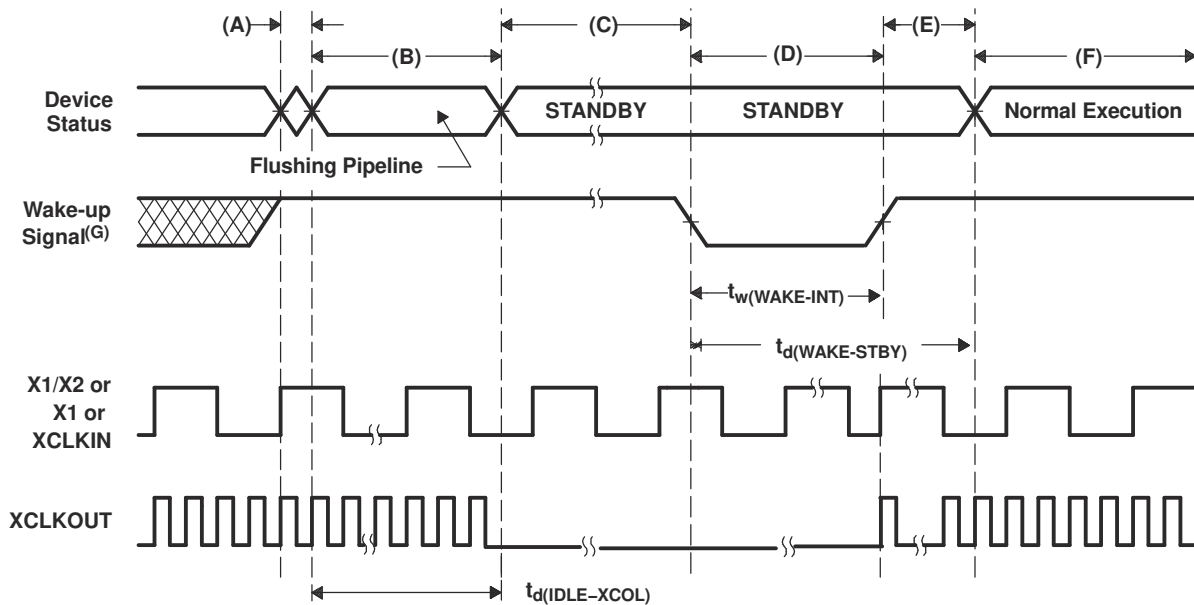 (A)
(C)
(E)
(B)
(D)
(F)
Device
Status
STANDBY
STANDBY
Normal Execution
Flushing Pipeline
Wake-up
Signal(G)
tw(WAKE-INT)
td(WAKE-STBY)
X1/X2 or
X1 or
XCLKIN
XCLKOUT
td(IDLE−XCOL)